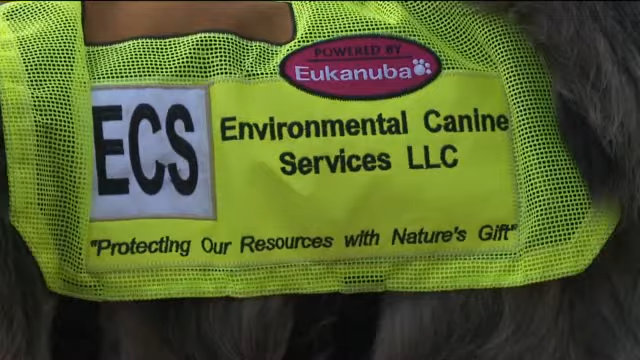 POWERED BY
Eukanuba
ECS
Environmental Canine
Services LLC
"Protecting Our Resources with Nature's Gift"